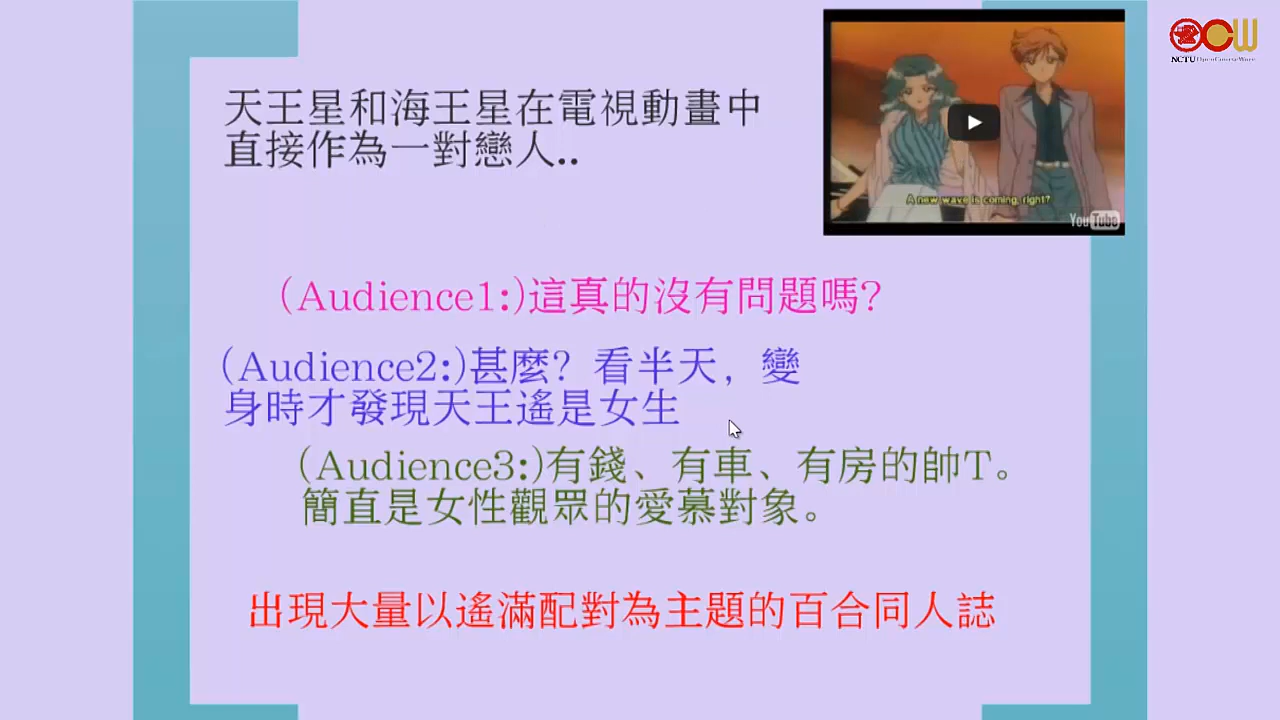 天王星和海王星在電視動畫中
直接作為一對戀人..
A new wave is coming, right?
YouTube
NCTU OpenCourseWare
(Audience1:)這真的沒有問題嗎?
(Audience2:)甚麼? 看半天, 變
身時才發現天王遙是女生
(Audience3:)有錢、有車、有房的帥T。
簡直是女性觀眾的愛慕對象。
出現大量以遙滿配對為主題的百合同人誌